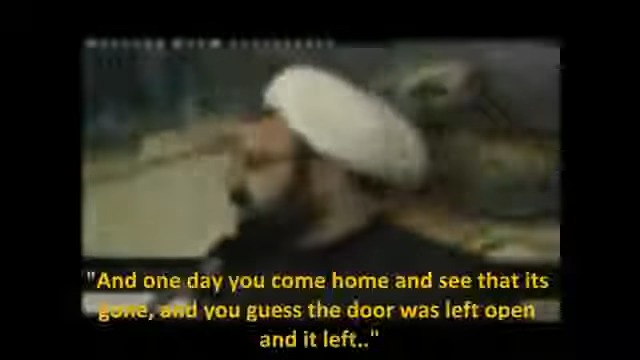 "And one day you come home and see that its
gone, and you guess the door was left open
and it left.."